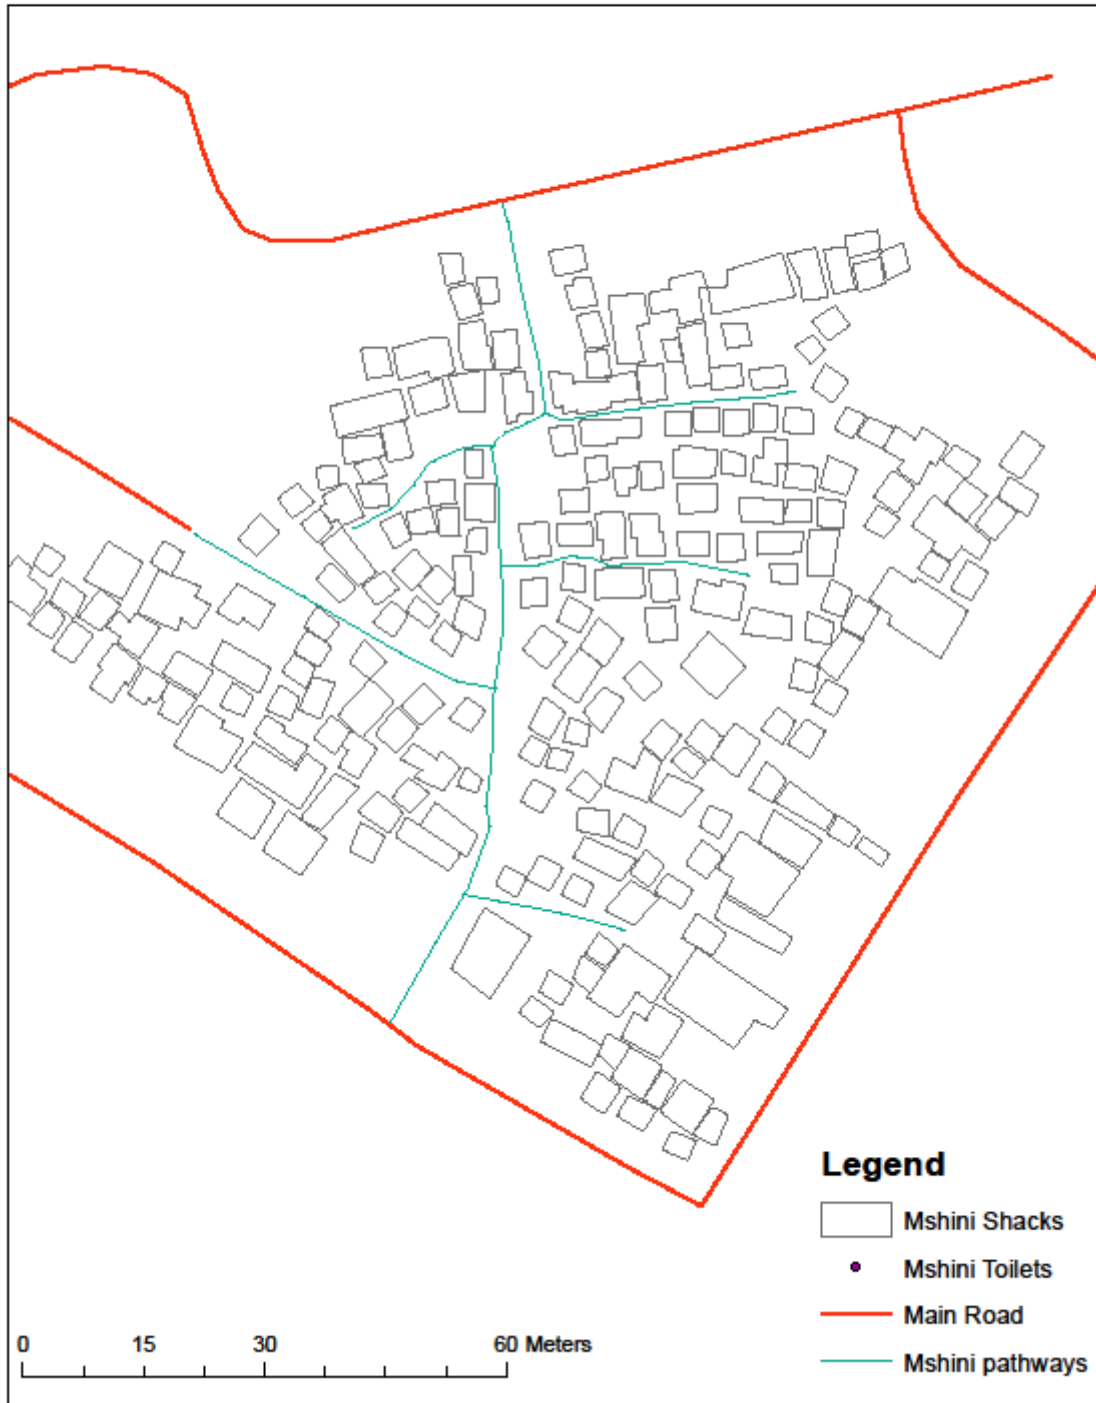 Legend
Mshini Shacks
Mshini Toilets
Main Road
Mshini pathways
0 15 30 60 Meters